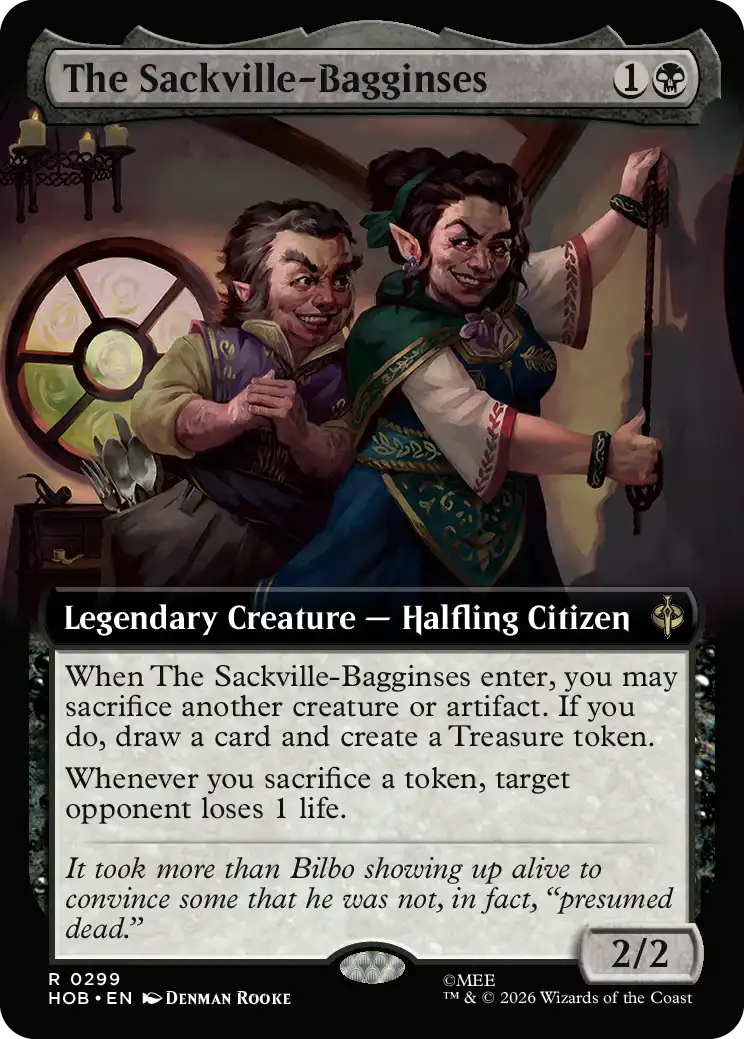 The Sackville-Bagginses 1
Legendary Creature — Halfling Citizen
When The Sackville-Bagginses enter, you may
sacrifice another creature or artifact. If you
do, draw a card and create a Treasure token.
Whenever you sacrifice a token, target
opponent loses 1 life.
It took more than Bilbo showing up alive to
convince some that he was not, in fact, “presumed
dead.”
2/2
R 0299
HOB • EN DENMAN ROOKE
©MEE
™ & © 2026 Wizards of the Coast